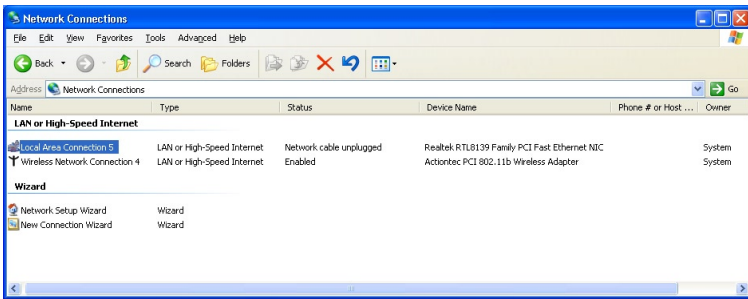 Network Connections
File Edit View Favorites Tools Advanced Help
Back Search Folders
Address Network Connections Go
Name Type Status Device Name Phone # or Host ... Owner
LAN or High-Speed Internet
Local Area Connection 5 LAN or High-Speed Internet Network cable unplugged Realtek RTL8139 Family PCI Fast Ethernet NIC System
Wireless Network Connection 4 LAN or High-Speed Internet Enabled Actiontec PCI 802.11b Wireless Adapter System
Wizard
Network Setup Wizard Wizard
New Connection Wizard Wizard